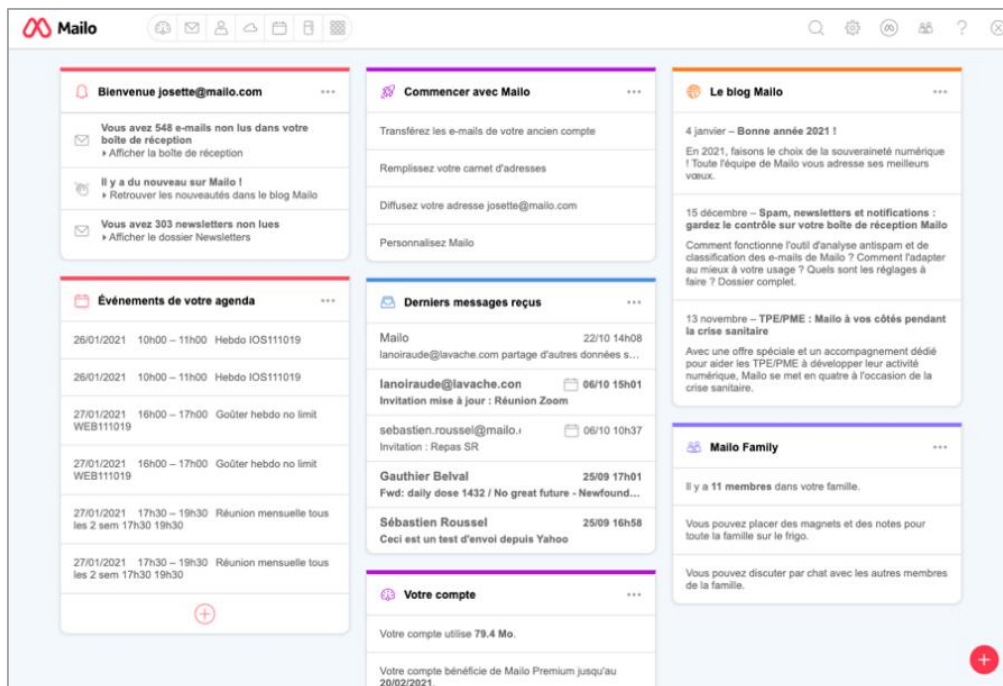 Mailo
Bienvenue josette@mailo.com
Vous avez 548 e-mails non lus dans votre
boîte de réception
Afficher la boîte de réception
Il y a du nouveau sur Mailo !
Retrouver les nouveautés dans le blog Mailo
Vous avez 303 newsletters non lues
Afficher le dossier Newsletters
Événements de votre agenda
26/01/2021 10h00 – 11h00 Hebdo IOS111019
26/01/2021 10h00 – 11h00 Hebdo IOS111019
27/01/2021 16h00 – 17h00 Goûter hebdo no limit
WEB111019
27/01/2021 16h00 – 17h00 Goûter hebdo no limit
WEB111019
27/01/2021 17h30 – 19h30 Réunion mensuelle tous
les 2 sem 17h30 19h30
27/01/2021 17h30 – 19h30 Réunion mensuelle tous
les 2 sem 17h30 19h30
Commencer avec Mailo
Transférez les e-mails de votre ancien compte
Remplissez votre carnet d'adresses
Diffusez votre adresse josette@mailo.com
Personnalisez Mailo
Derniers messages reçus
Mailo 22/10 14h08
lanoiraude@lavache.com partage d'autres données s...
lanoiraude@lavache.con 06/10 15h01
Invitation mise à jour : Réunion Zoom
sebastien.roussel@mailo. 06/10 10h37
Invitation : Repas SR
Gauthier Belval 25/09 17h01
Fwd: daily dose 1432 / No great future - Newfound...
Sébastien Roussel 25/09 16h58
Ceci est un test d'envoi depuis Yahoo
Votre compte
Votre compte utilise 79.4 Mo.
Votre compte bénéficie de Mailo Premium jusqu'au
20/02/2021.
Le blog Mailo
4 janvier – Bonne année 2021 !
En 2021, faisons le choix de la souveraineté numérique
! Toute l'équipe de Mailo vous adresse ses meilleurs
vœux.
15 décembre – Spam, newsletters et notifications :
gardez le contrôle sur votre boîte de réception Mailo
Comment fonctionne l'outil d'analyse antispam et de
classification des e-mails de Mailo ? Comment l'adapter
au mieux à votre usage ? Quels sont les réglages à
faire ? Dossier complet.
13 novembre – TPE/PME : Mailo à vos côtés pendant
la crise sanitaire
Avec une offre spéciale et un accompagnement dédié
pour aider les TPE/PME à développer leur activité
numérique, Mailo se met en quatre à l'occasion de la
crise sanitaire.
Mailo Family
Il y a 11 membres dans votre famille.
Vous pouvez placer des magnets et des notes pour
toute la famille sur le frigo.
Vous pouvez discuter par chat avec les autres membres
de la famille.